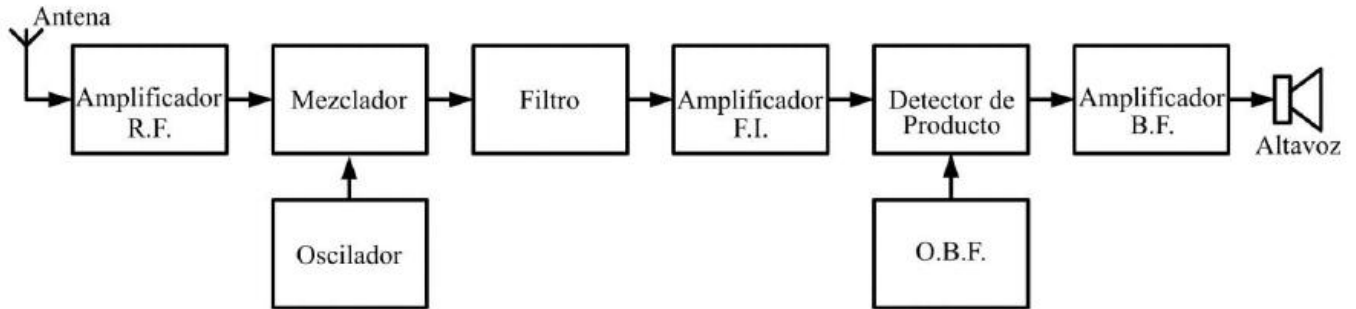 Antena
Amplificador
R.F.
Mezclador
Filtro
Amplificador
F.I.
Detector de
Producto
Amplificador
B.F.
Altavoz
Oscilador
O.B.F.